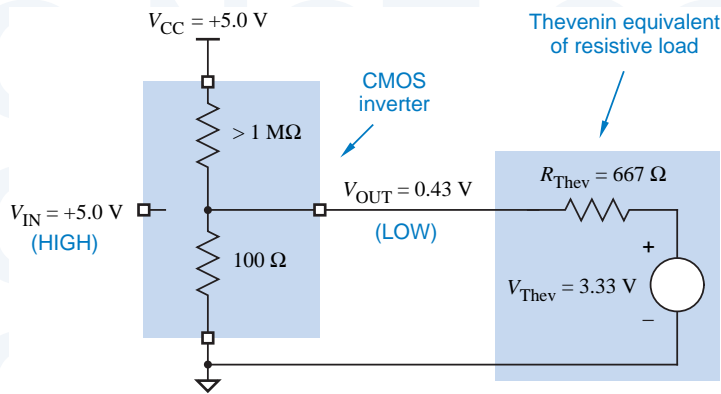 V_CC = +5.0 V
Thevenin equivalent
of resistive load
CMOS
inverter
> 1 MΩ
R_Thev = 667 Ω
V_IN = +5.0 V
(HIGH)
V_OUT = 0.43 V
(LOW)
100 Ω
+
V_Thev = 3.33 V
−